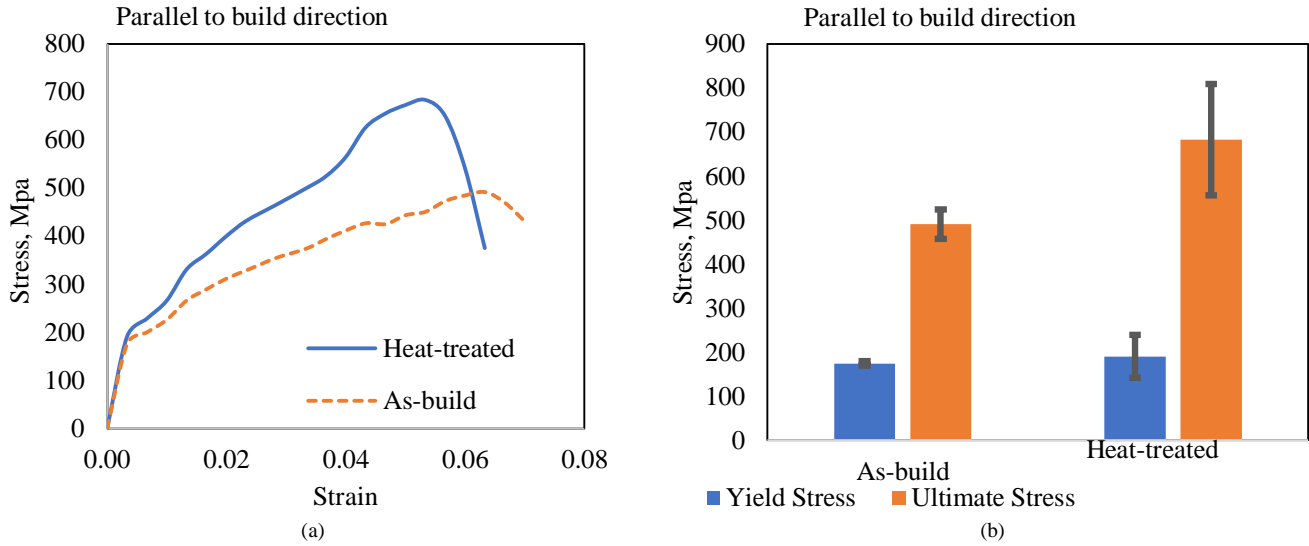 Parallel to build direction
800
700
600
500
400
300
200
100
0
Stress, Mpa
0.00 0.02 0.04 0.06 0.08
Strain
Heat-treated
As-build
(a)
Parallel to build direction
900
800
700
600
500
400
300
200
100
0
Stress, Mpa
As-build
Heat-treated
Yield Stress Ultimate Stress
(b)